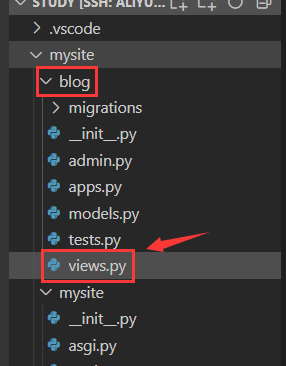 STUDY [SSH: ALIYU...
.vscode
mysite
blog
migrations
__init__.py
admin.py
apps.py
models.py
tests.py
views.py
mysite
__init__.py
asgi.py